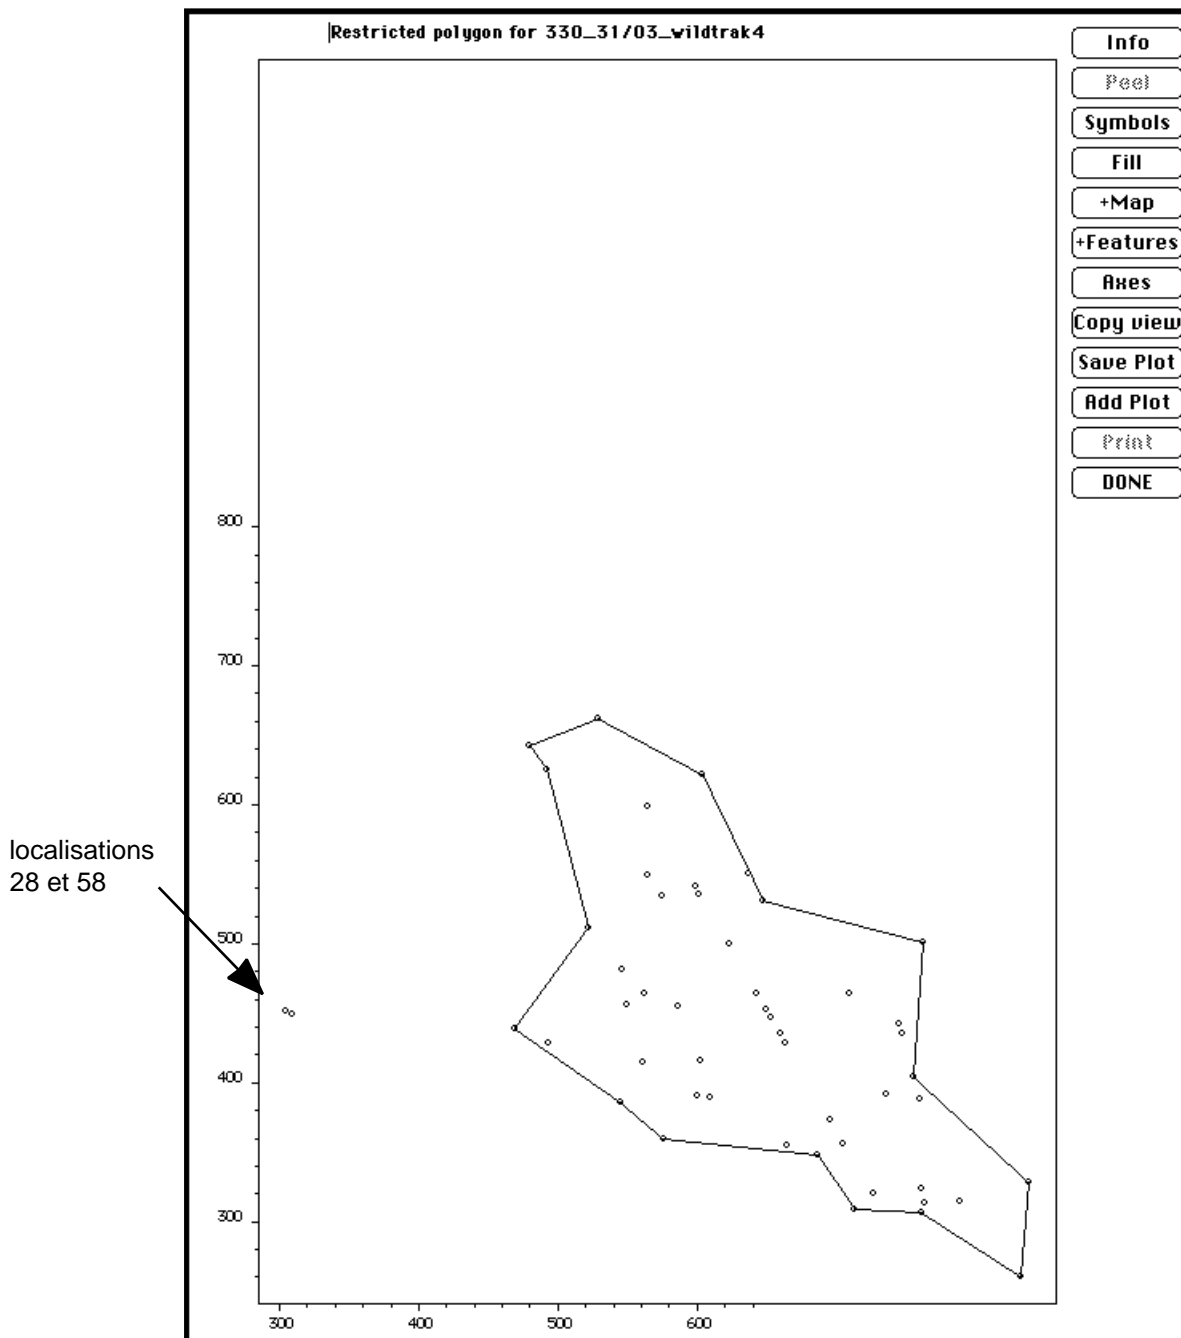 Restricted polygon for 330_31/03_wildtrak4
Info
Peel
Symbols
Fill
+Map
+Features
Axes
Copy view
Save Plot
Add Plot
Print
DONE
800
700
600
500
400
300
localisations
28 et 58
300 400 500 600